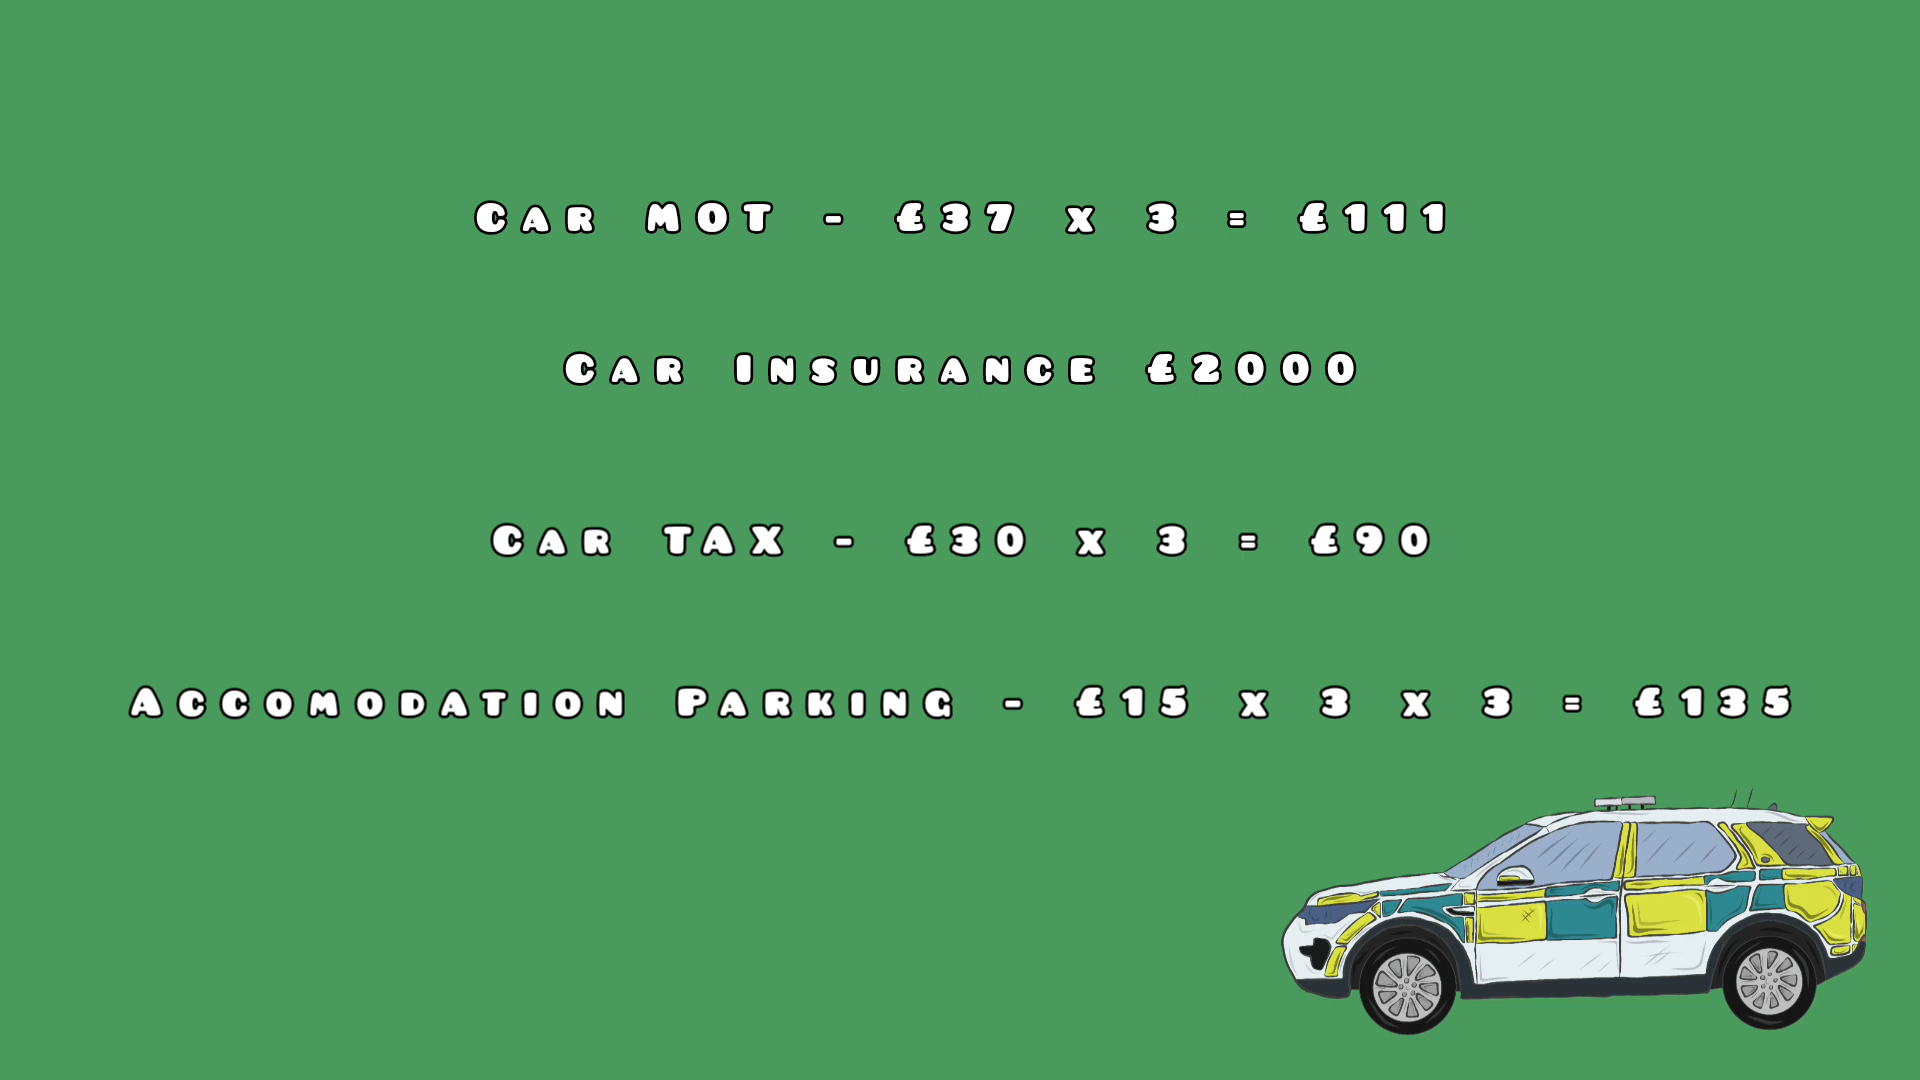 Car MOT - £37 x 3 = £111
Car Insurance £2000
Car TAX - £30 x 3 = £90
Accomodation Parking - £15 x 3 x 3 = £135